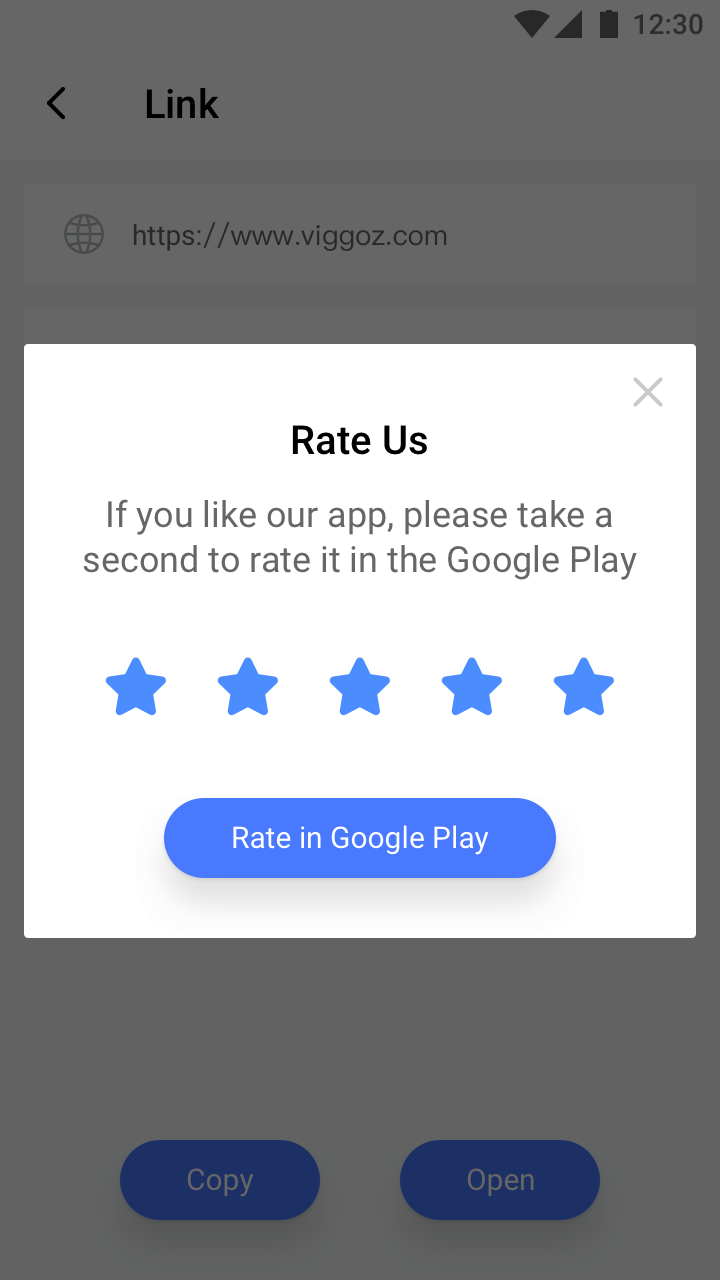 12:30
Link
https://www.viggoz.com
Rate Us
If you like our app, please take a
second to rate it in the Google Play
Rate in Google Play
Copy
Open